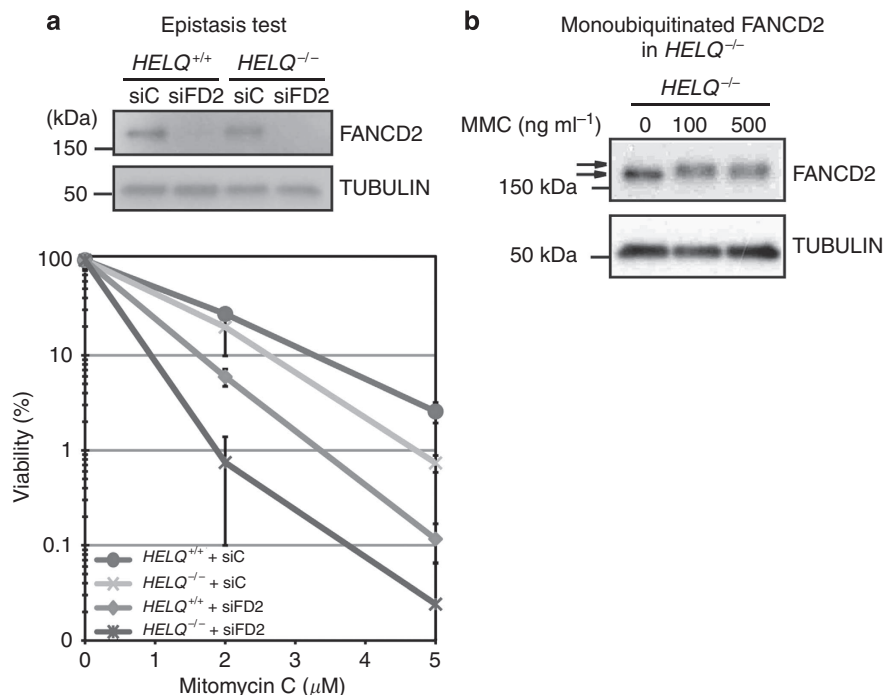 a
Epistasis test
HELQ+/+ HELQ−/−
siC siFD2 siC siFD2
(kDa)
150
FANCD2
50
TUBULIN
100
10
1
0.1
0
Viability (%)
HELQ+/+ + siC
HELQ−/− + siC
HELQ+/+ + siFD2
HELQ−/− + siFD2
0 1 2 3 4 5
Mitomycin C (μM)
b
Monoubiquitinated FANCD2
in HELQ−/−
HELQ−/−
MMC (ng ml−1) 0 100 500
150 kDa
FANCD2
50 kDa
TUBULIN